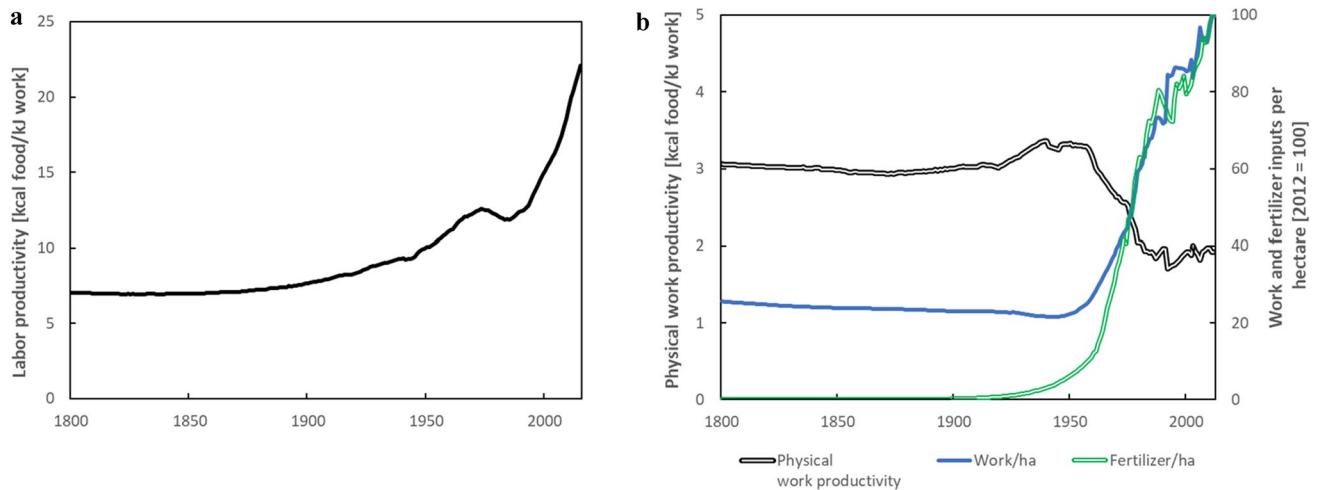 a
Labor productivity [kcal food/kJ work]
25
20
15
10
5
0
1800
1850
1900
1950
2000
b
Physical work productivity [kcal food/kJ work]
5
4
3
2
1
0
1800
1850
1900
1950
2000
100
80
60
40
20
0
Work and fertilizer inputs per
hectare [2012 = 100]
Physical
work productivity
Work/ha
Fertilizer/ha